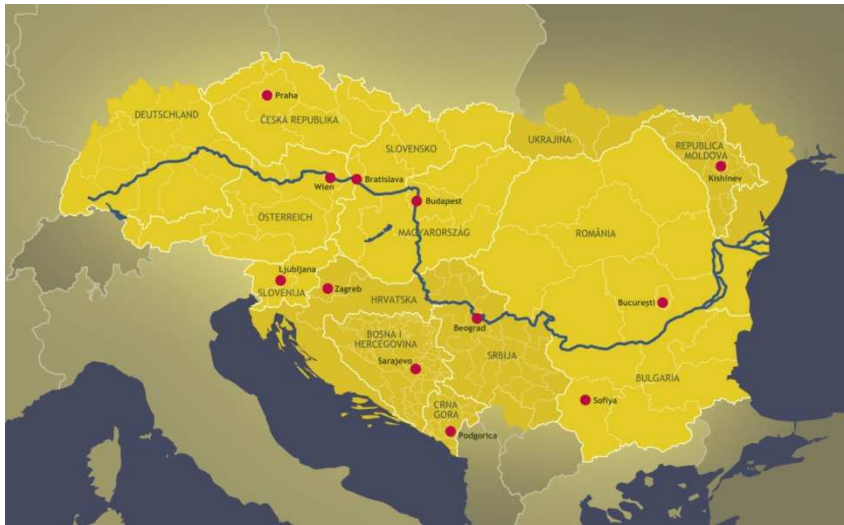 Praha
DEUTSCHLAND
ČESKÁ REPUBLIKA
SLOVENSKO
UKRAJINA
REPUBLICA
MOLDOVA
Kishinev
Wien
Bratislava
Budapest
ÖSTERREICH
MAGYARORSZÁG
ROMÂNIA
Ljubljana
SLOVENIJA
Zagreb
HRVATSKA
București
Beograd
BOSNA I
HERCEGOVINA
Sarajevo
SRBIJA
BULGARIA
CRNA
GORA
Sofiya
Podgorica